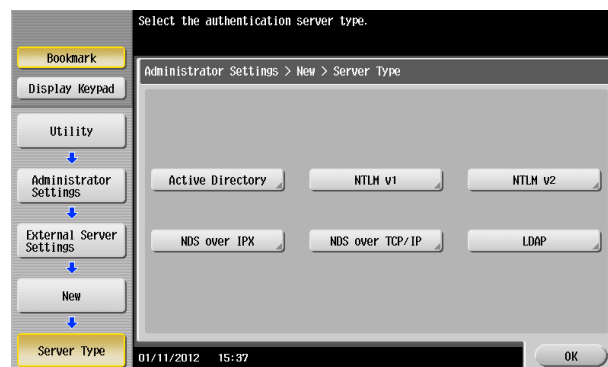 Select the authentication server type.
Bookmark
Display Keypad
Utility
Administrator
Settings
External Server
Settings
New
Server Type
Administrator Settings > New > Server Type
Active Directory
NTLM v1
NTLM v2
NDS over IPX
NDS over TCP/IP
LDAP
01/11/2012 15:37
OK